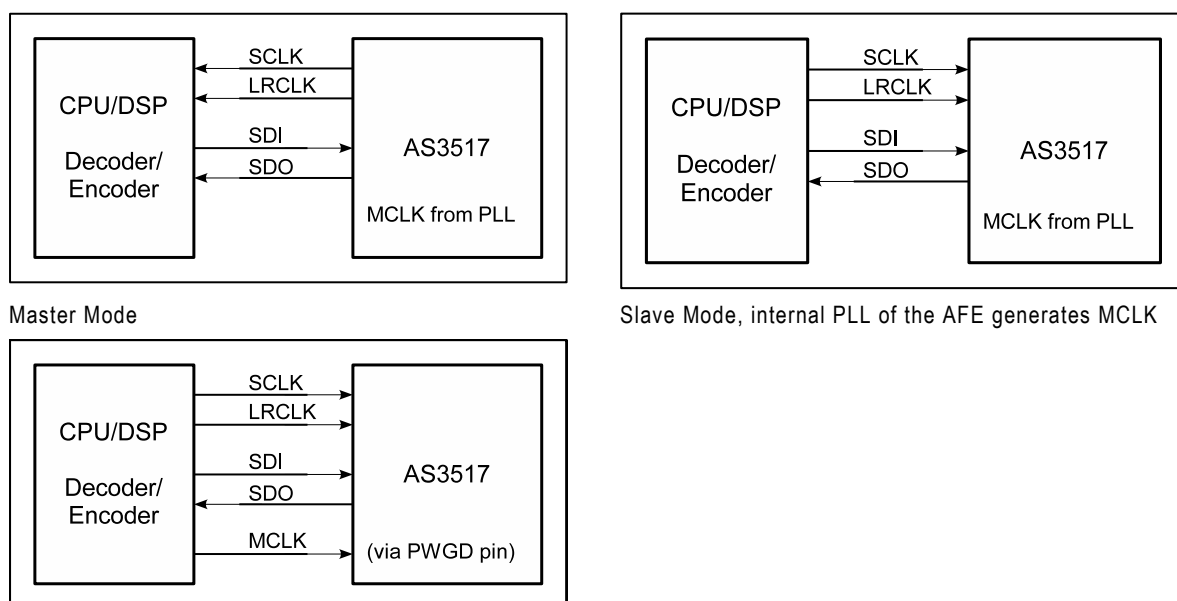 SCLK
LRCLK
CPU/DSP
SDI
Decoder/
SDO
Encoder
AS3517
MCLK from PLL
Master Mode
SCLK
LRCLK
CPU/DSP
SDI
Decoder/
SDO
Encoder
AS3517
MCLK from PLL
Slave Mode, internal PLL of the AFE generates MCLK
SCLK
LRCLK
CPU/DSP
SDI
Decoder/
SDO
Encoder
AS3517
MCLK
(via PWGD pin)